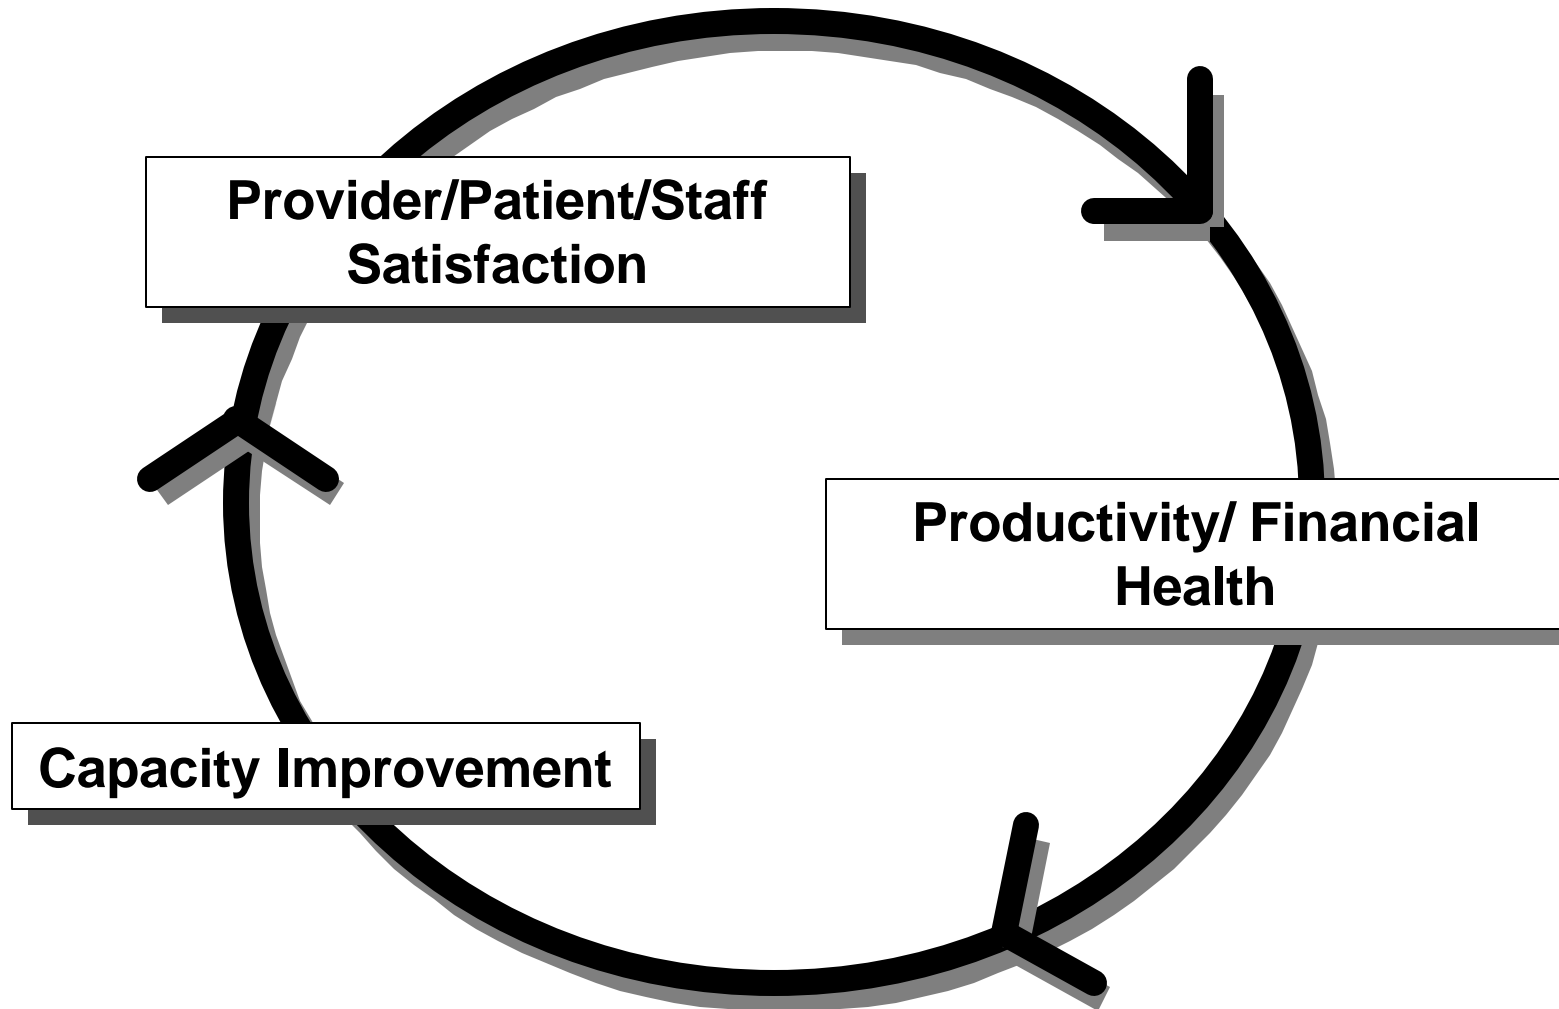 Provider/Patient/Staff
Satisfaction
Productivity/ Financial
Health
Capacity Improvement